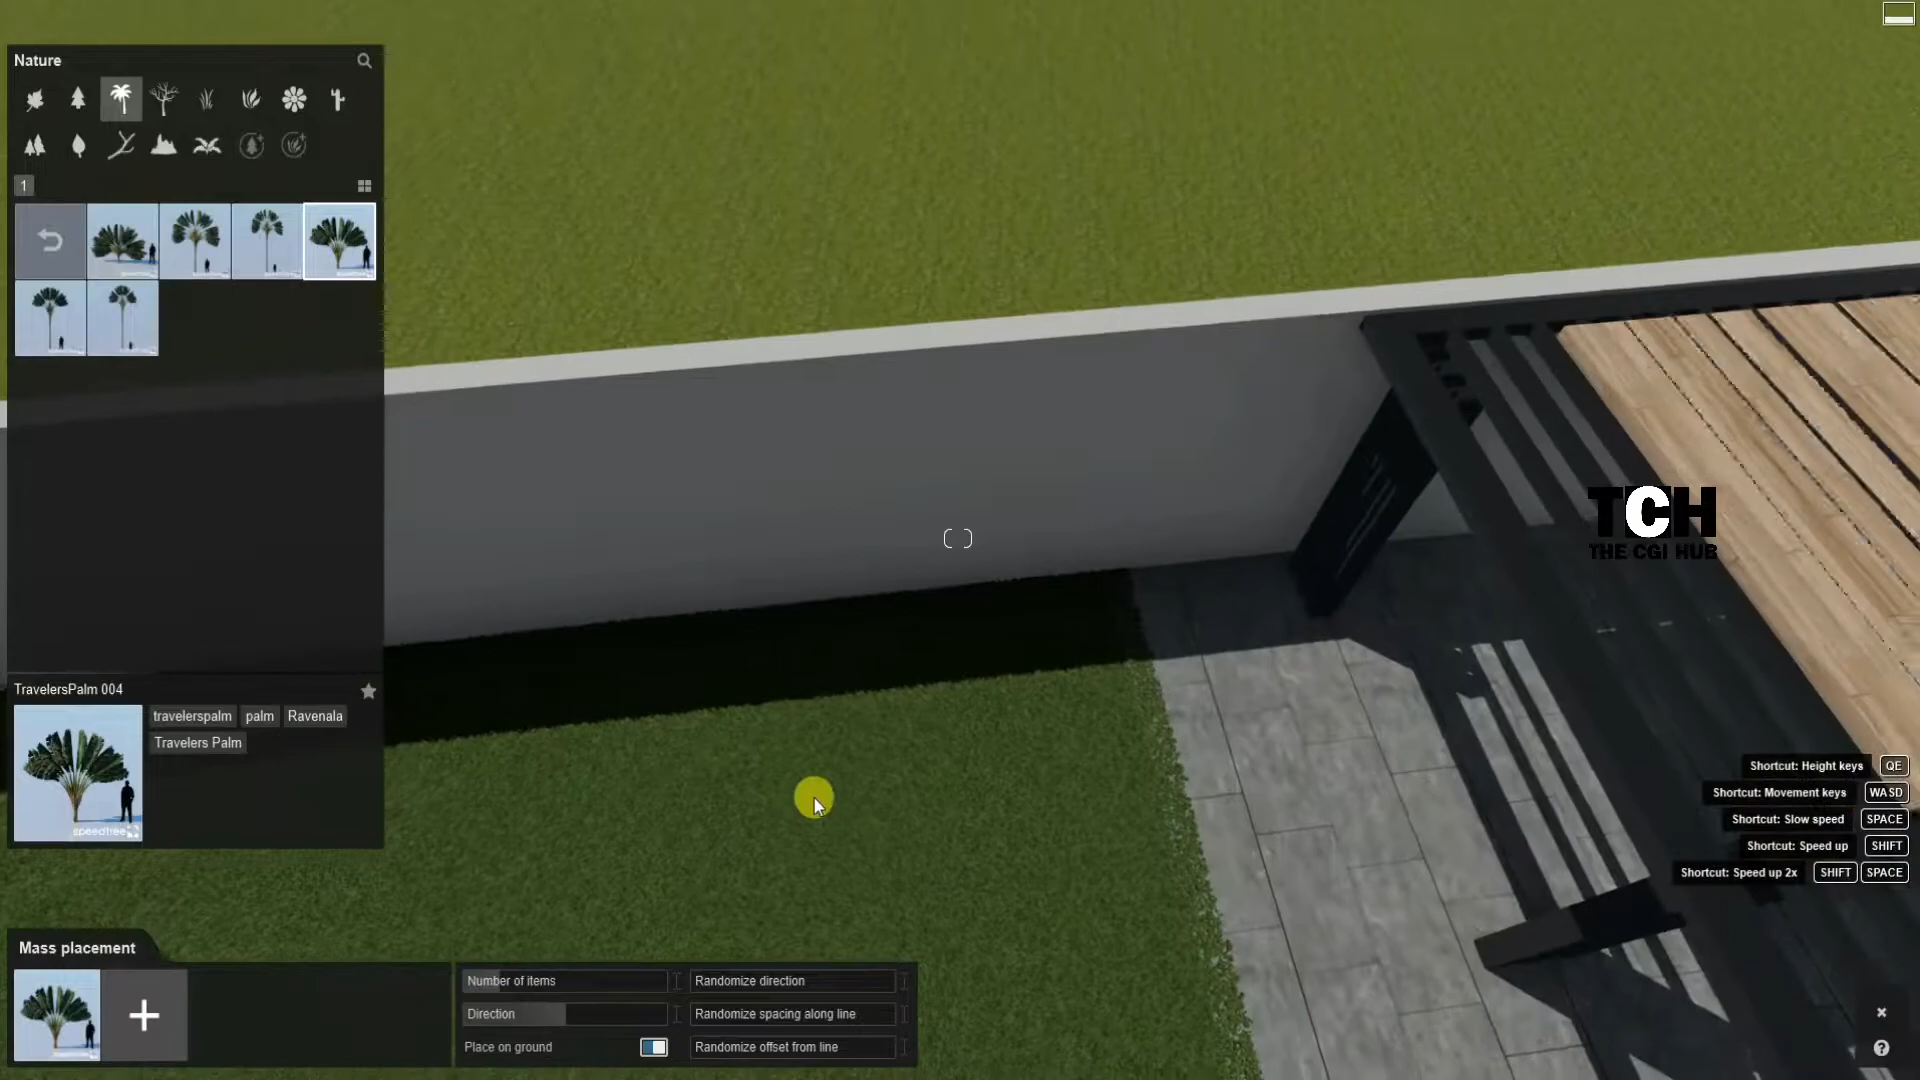 Nature
1
TravelersPalm 004
travelerspalm palm Ravenala
Travelers Palm
speedtree
TCH
THE CGI HUB
Shortcut: Height keys QE
Shortcut: Movement keys WASD
Shortcut: Slow speed SPACE
Shortcut: Speed up SHIFT
Shortcut: Speed up 2x SHIFT SPACE
Mass placement
Number of items
Randomize direction
Direction
Randomize spacing along line
Place on ground
Randomize offset from line